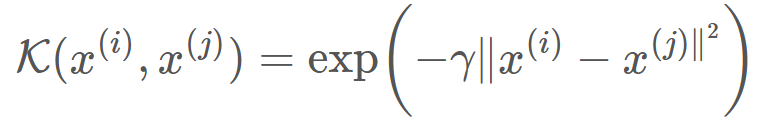 𝒦(x⁽ⁱ⁾, x⁽ʲ⁾) = exp(−γ‖x⁽ⁱ⁾ − x⁽ʲ⁾‖²)